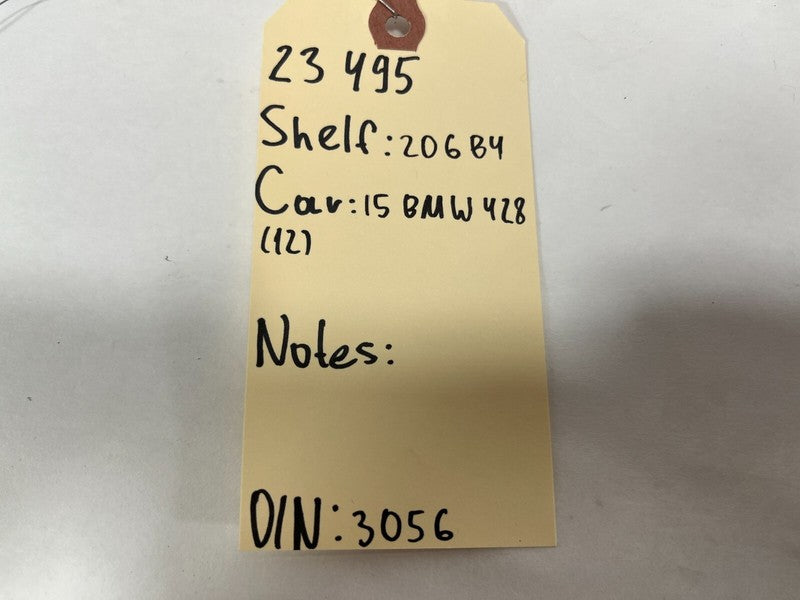 23 495
Shelf: 206 B4
Car: 15 BMW 428
(12)
Notes:
D/N: 3056